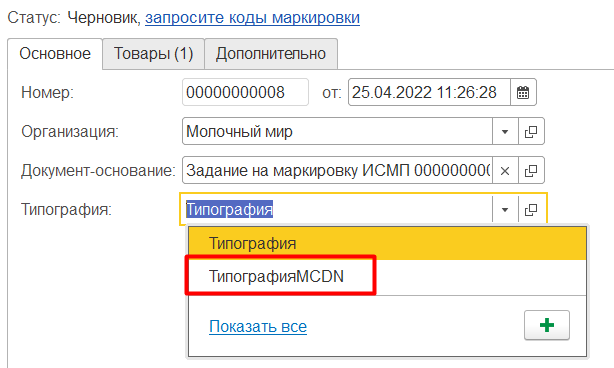 Статус: Черновик, запросите коды маркировки
Основное Товары (1) Дополнительно
Номер: 00000000008 от: 25.04.2022 11:26:28
Организация: Молочный мир
Документ-основание: Задание на маркировку ИСМП 000000000
Типография: Типография
Типография
ТипографияMCDN
Показать все